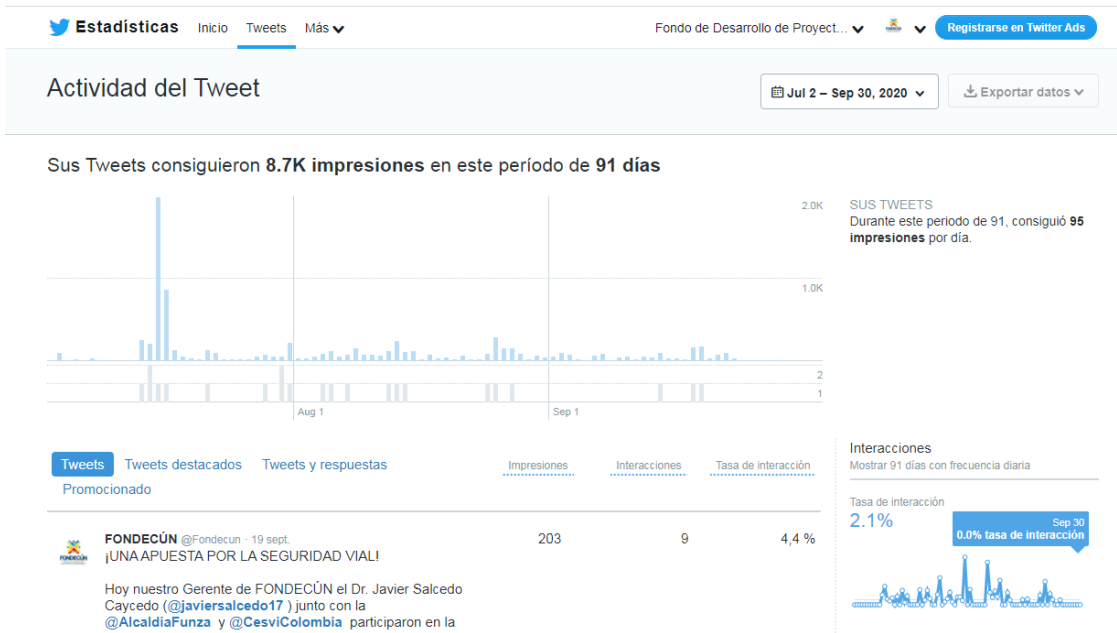 Estadísticas Inicio Tweets Más Fondo de Desarrollo de Proyect... Registrarse en Twitter Ads
Actividad del Tweet
Jul 2 – Sep 30, 2020 Exportar datos
Sus Tweets consiguieron 8.7K impresiones en este período de 91 días
2.0K
1.0K
2
1
Aug 1 Sep 1
SUS TWEETS
Durante este periodo de 91, consiguió 95
impresiones por día.
Tweets Tweets destacados Tweets y respuestas Impresiones Interacciones Tasa de interacción
Promocionado
FONDECÚN @Fondecun · 19 sept. 203 9 4,4 %
¡UNA APUESTA POR LA SEGURIDAD VIAL!
Hoy nuestro Gerente de FONDECÚN el Dr. Javier Salcedo
Caycedo (@javiersalcedo17 ) junto con la
@AlcaldiaFunza y @CesviColombia participaron en la
FONDECÚN
Interacciones
Mostrar 91 días con frecuencia diaria
Tasa de interacción
2.1%
Sep 30
0.0% tasa de interacción